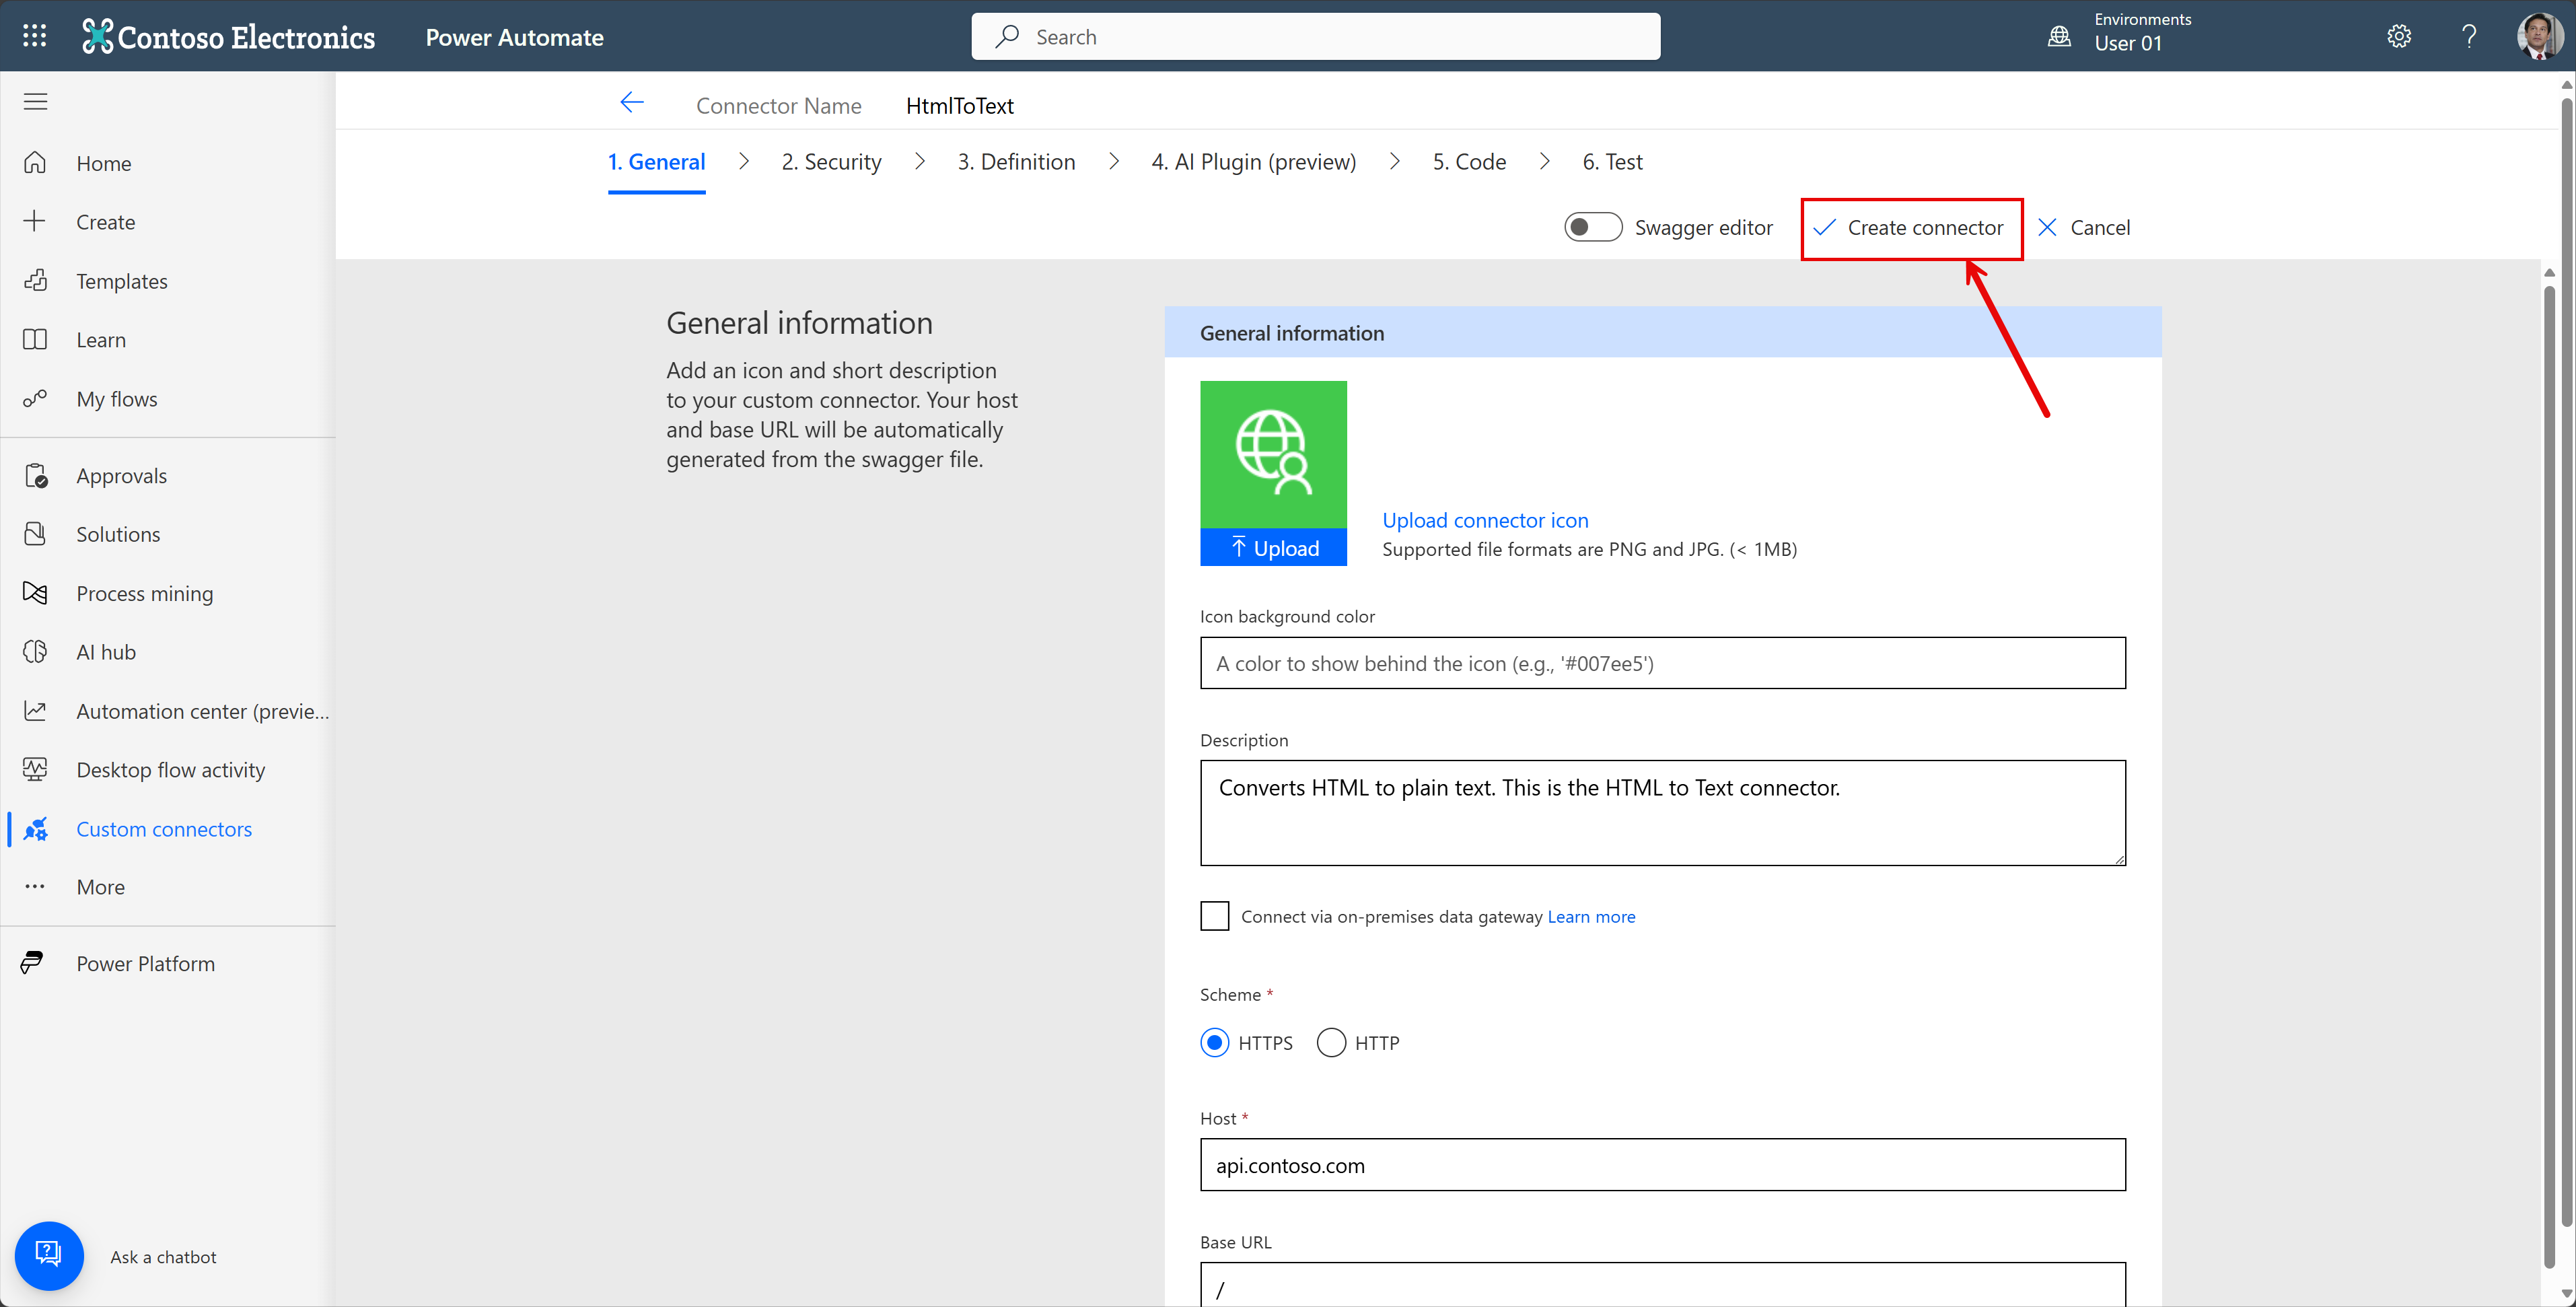 Contoso Electronics
Power Automate
Search
Environments
User 01
Connector Name
HtmlToText
1. General
2. Security
3. Definition
4. AI Plugin (preview)
5. Code
6. Test
Swagger editor
Create connector
Cancel
Home
Create
Templates
Learn
My flows
Approvals
Solutions
Process mining
AI hub
Automation center (previe...
Desktop flow activity
Custom connectors
More
Power Platform
Ask a chatbot
General information
Add an icon and short description
to your custom connector. Your host
and base URL will be automatically
generated from the swagger file.
General information
Upload
Upload connector icon
Supported file formats are PNG and JPG. (< 1MB)
Icon background color
A color to show behind the icon (e.g., '#007ee5')
Description
Converts HTML to plain text. This is the HTML to Text connector.
Connect via on-premises data gateway Learn more
Scheme *
HTTPS
HTTP
Host *
api.contoso.com
Base URL
/